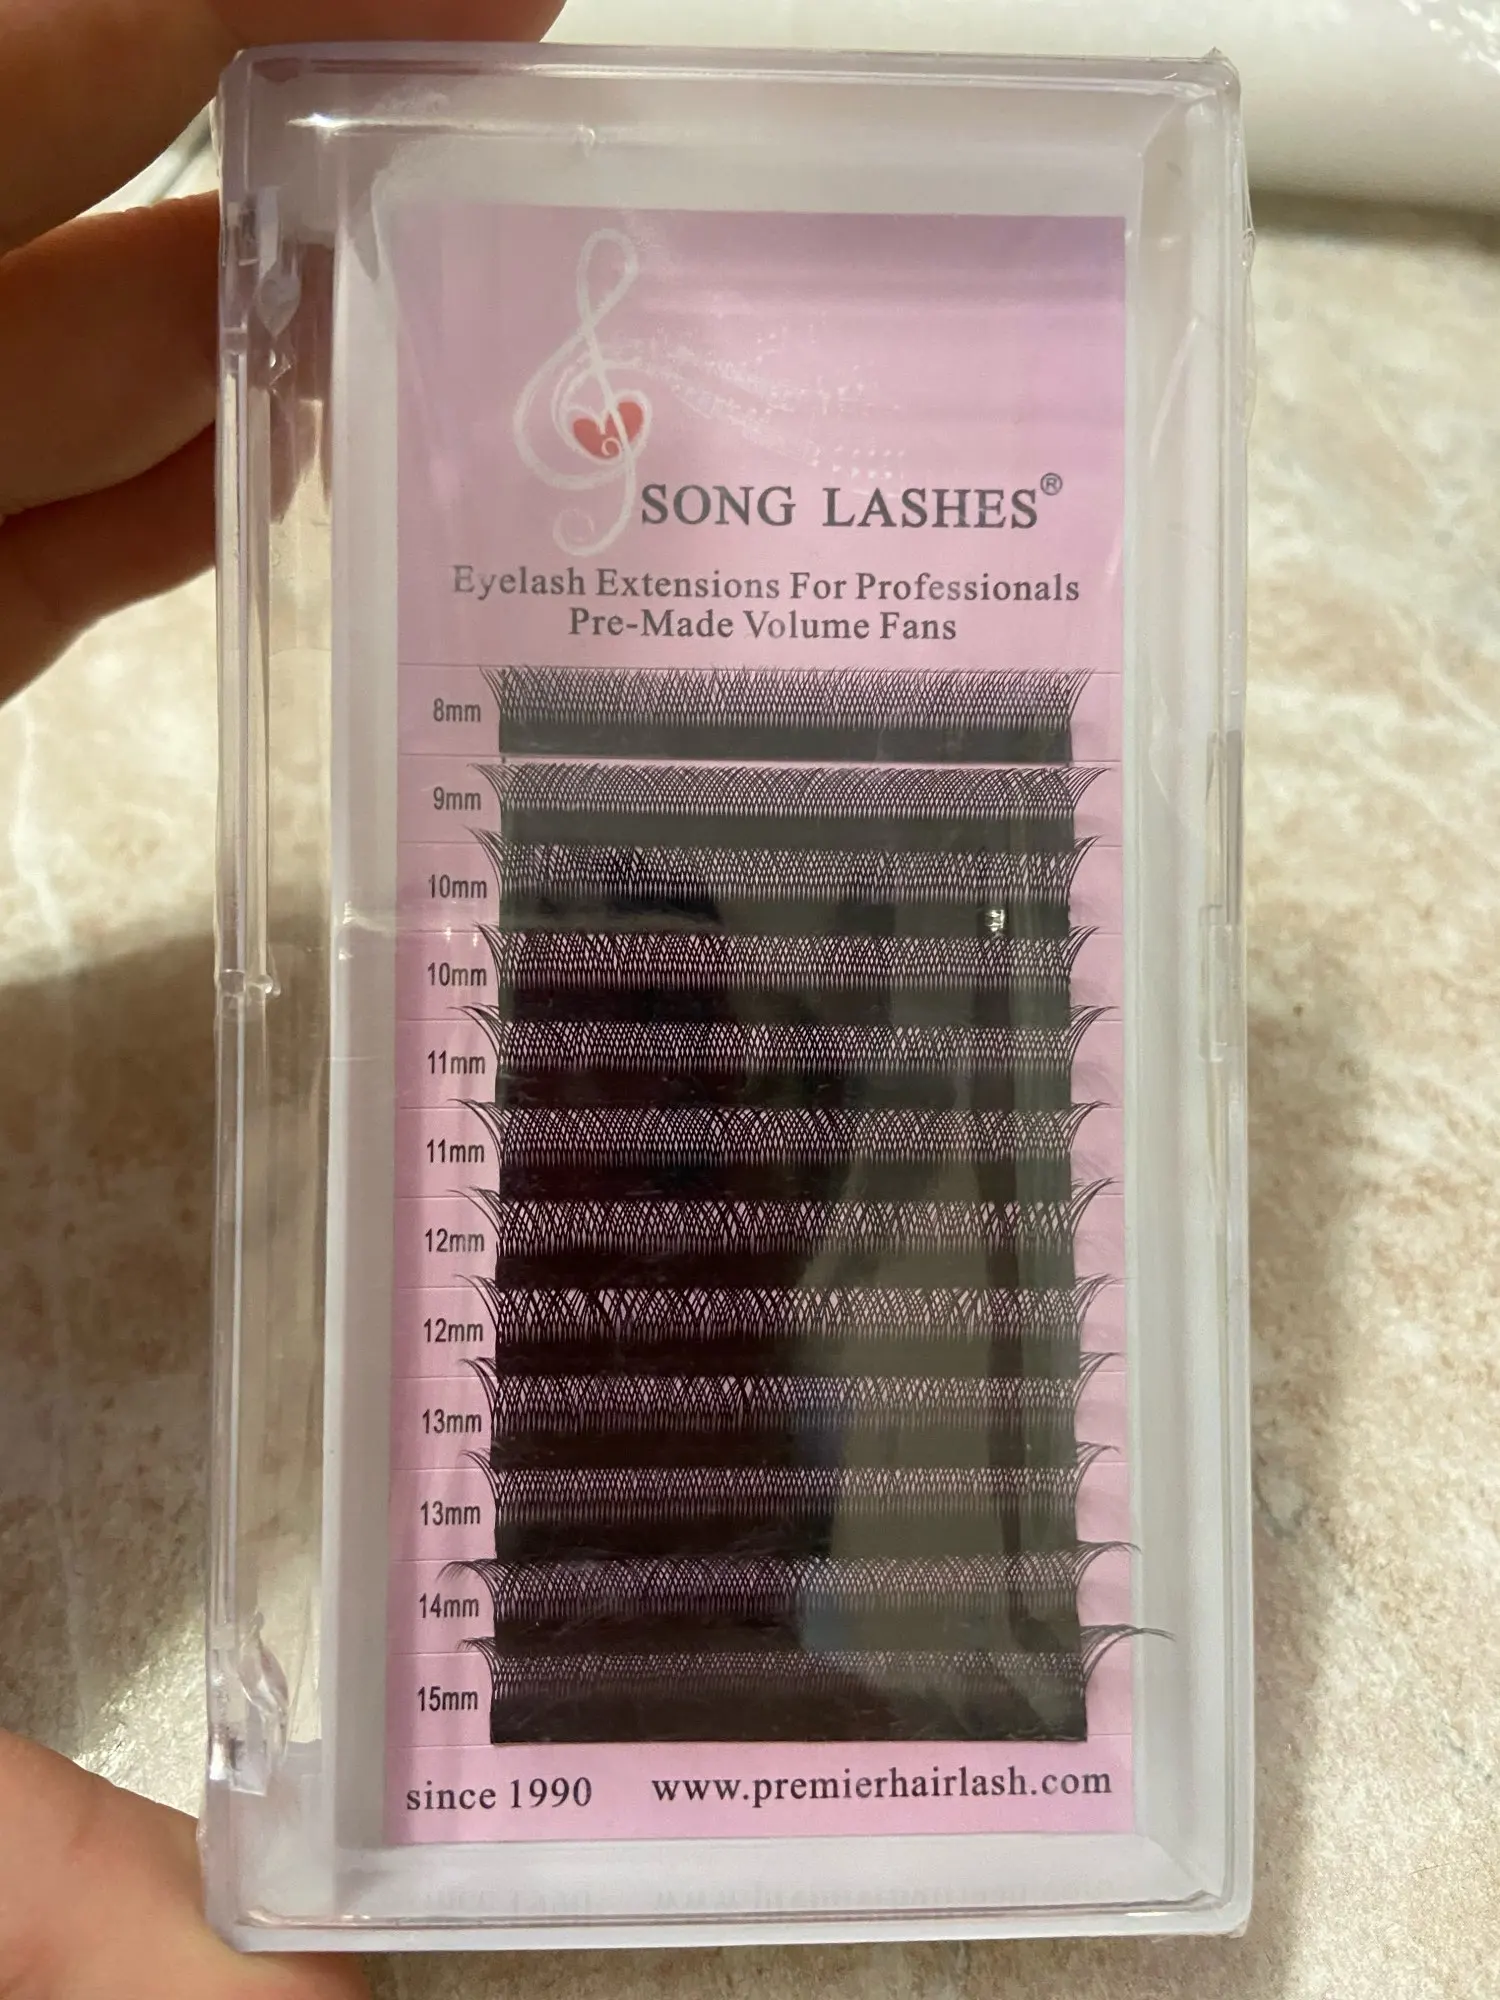 SONG LASHES®
Eyelash Extensions For Professionals
Pre-Made Volume Fans
8mm
9mm
10mm
10mm
11mm
11mm
12mm
12mm
13mm
13mm
14mm
15mm
since 1990 www.premierhairlash.com